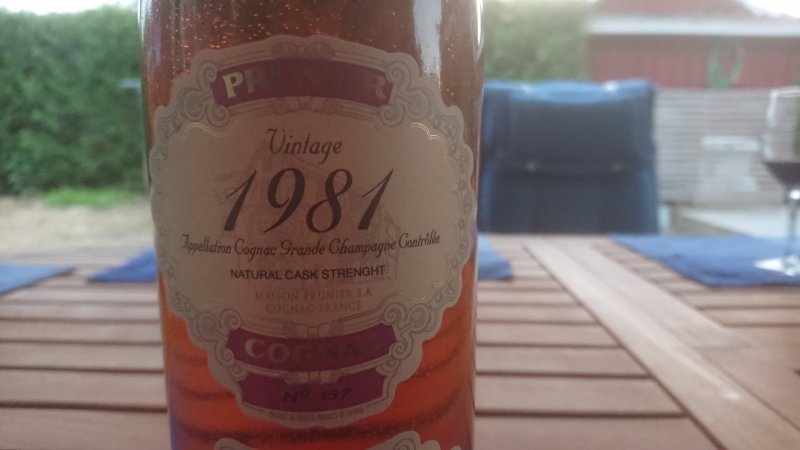 PRUNIER
Vintage
1981
Appellation Cognac Grande Champagne Contrôlée
NATURAL CASK STRENGHT
MAISON PRUNIER S.A
COGNAC-FRANCE
COGNAC
No 157